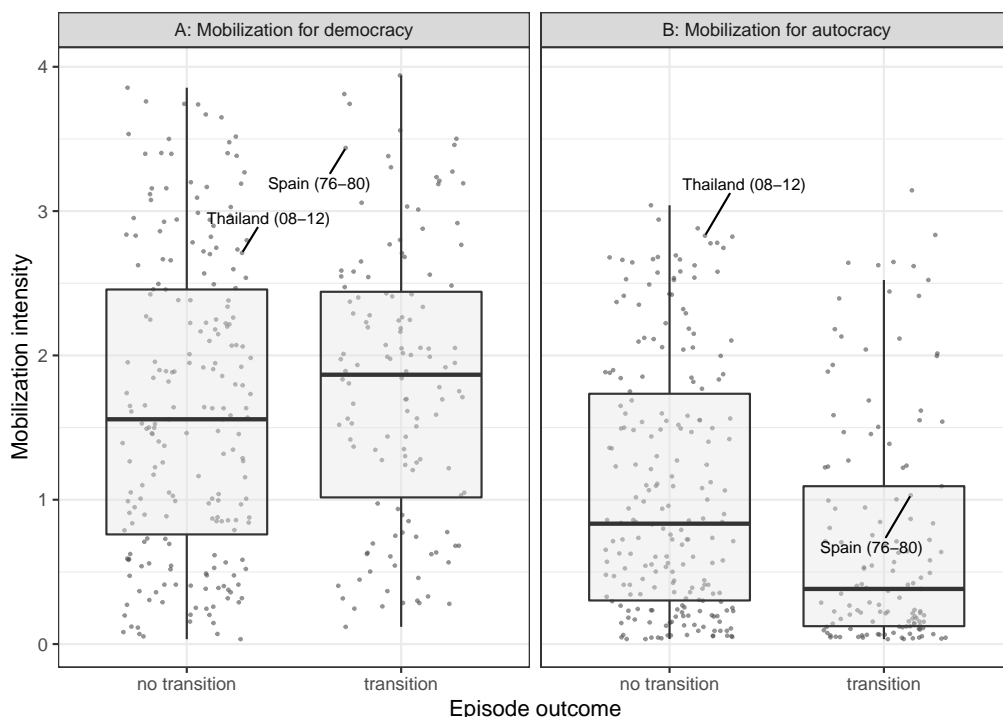 A: Mobilization for democracy
B: Mobilization for autocracy
Mobilization intensity
4
3
2
1
0
Spain (76–80)
Thailand (08–12)
Thailand (08–12)
Spain (76–80)
no transition
transition
no transition
transition
Episode outcome